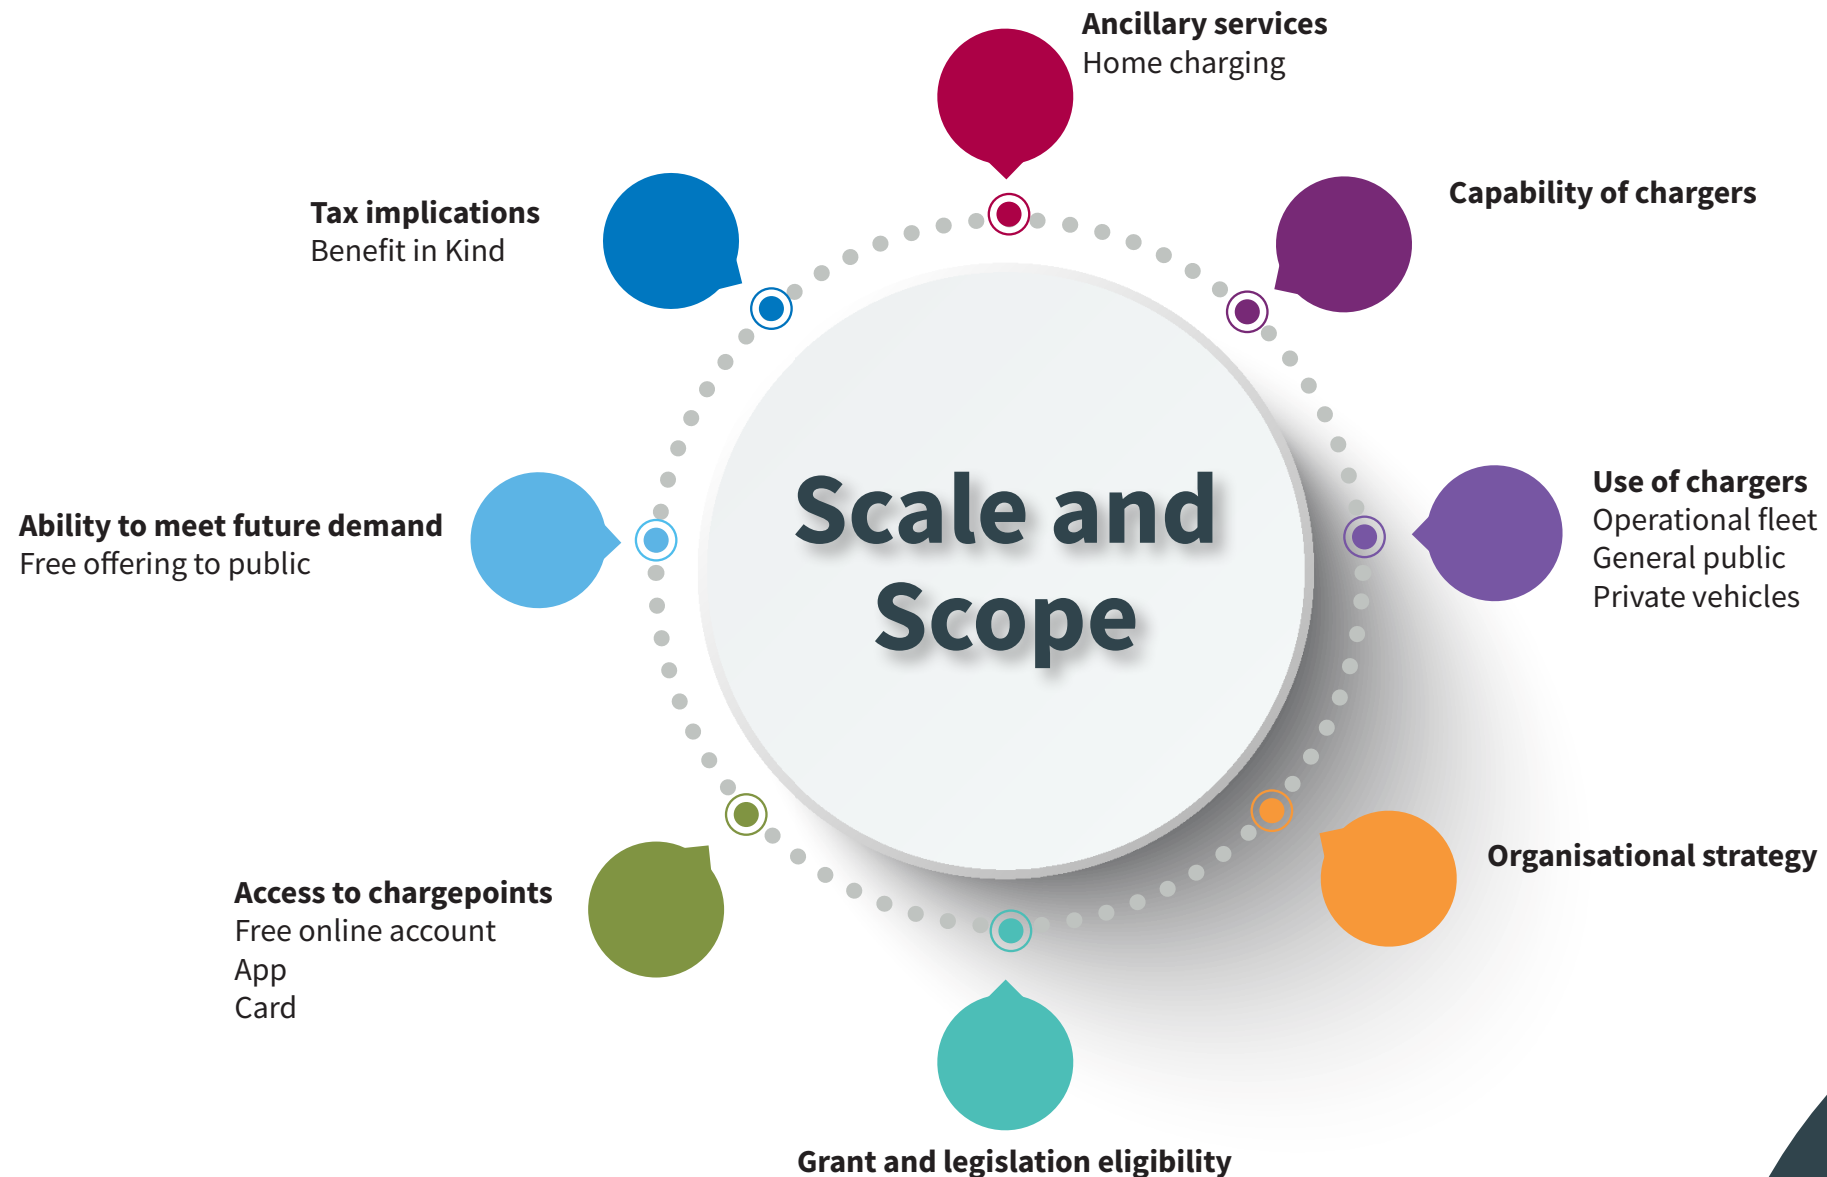 Ancillary services
Home charging
Capability of chargers
Tax implications
Benefit in Kind
Scale and
Scope
Use of chargers
Operational fleet
General public
Private vehicles
Ability to meet future demand
Free offering to public
Organisational strategy
Access to chargepoints
Free online account
App
Card
Grant and legislation eligibility